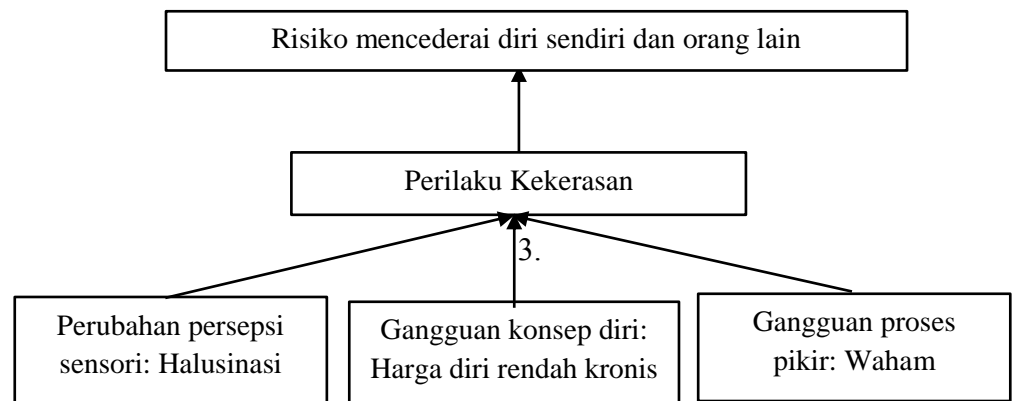 Risiko mencederai diri sendiri dan orang lain
Perilaku Kekerasan
3.
Perubahan persepsi
sensori: Halusinasi
Gangguan konsep diri:
Harga diri rendah kronis
Gangguan proses
pikir: Waham